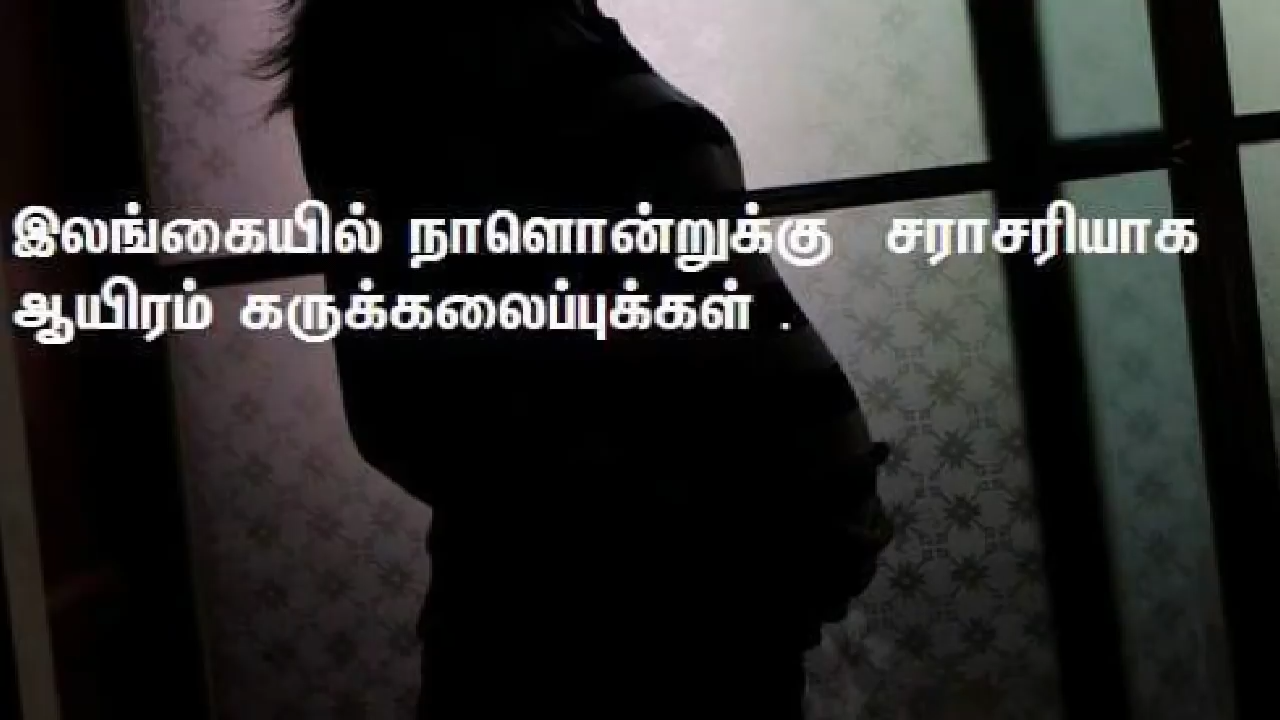 இலங்கையில் நாளொன்றுக்கு சராசரியாக
ஆயிரம் கருக்கலைப்புக்கள் .